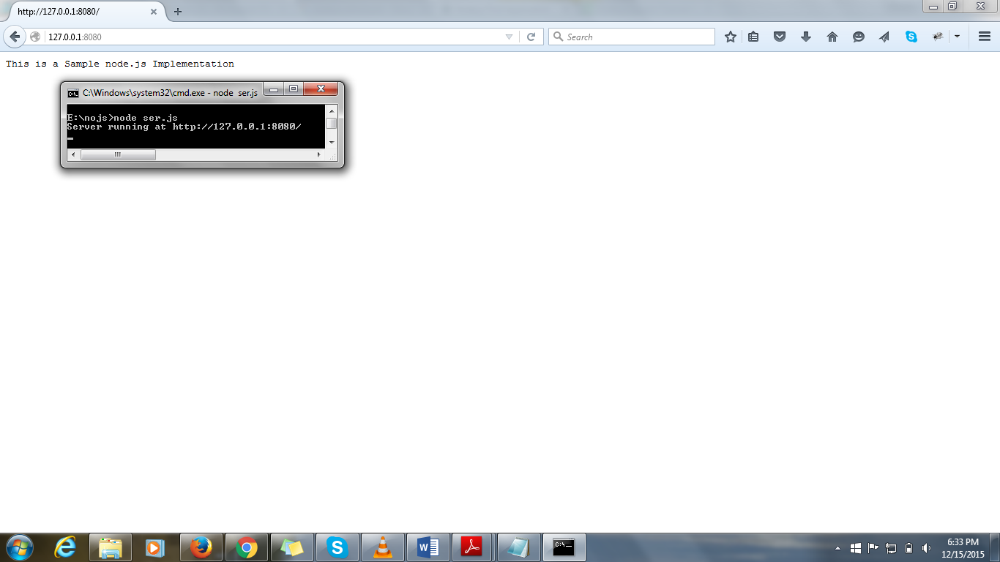 http://127.0.0.1:8080/
127.0.0.1:8080
Search
This is a Sample node.js Implementation
C:\Windows\system32\cmd.exe - node  ser.js
E:\nojs>node ser.js
Server running at http://127.0.0.1:8080/
6:33 PM
12/15/2015